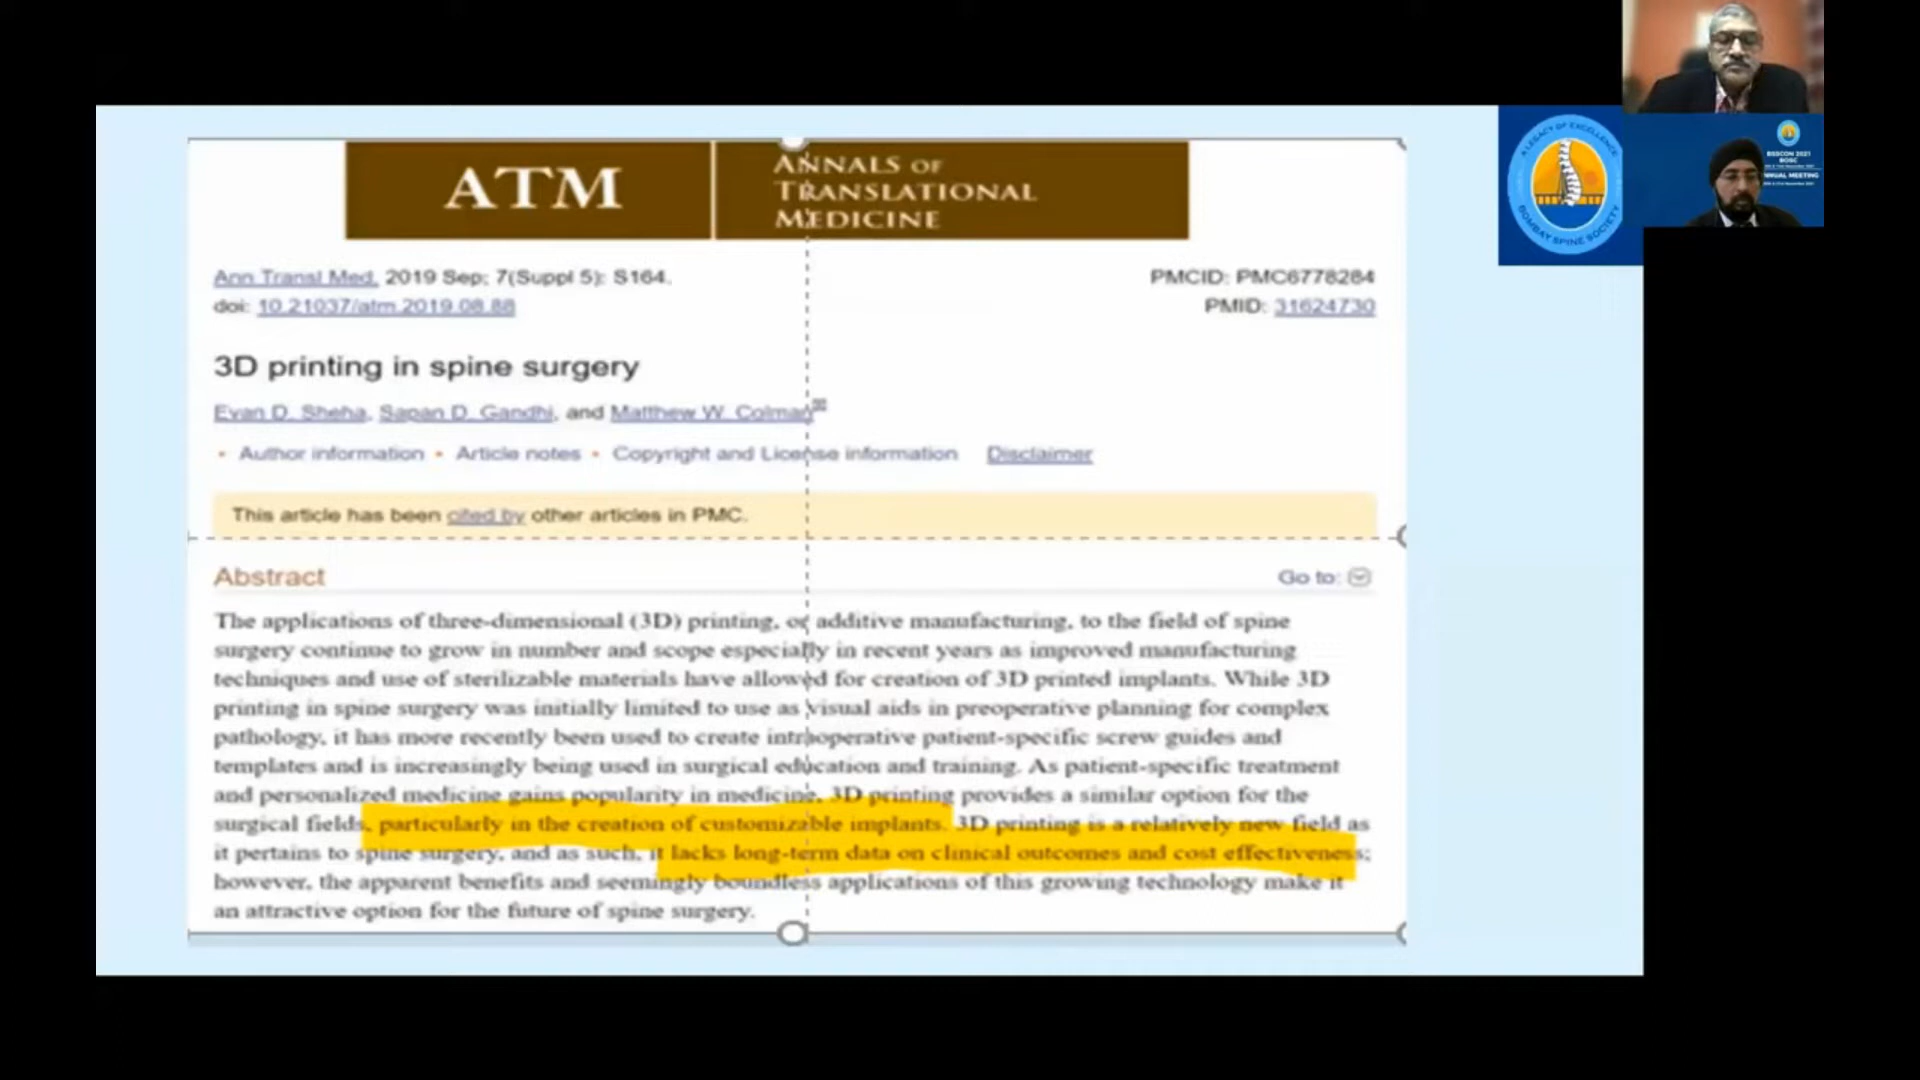 ATM
ANNALS OF
TRANSLATIONAL
MEDICINE
Ann Transl Med. 2019 Sep; 7(Suppl 5): S164.
doi: 10.21037/atm.2019.08.88
PMCID: PMC6778284
PMID: 31624730
3D printing in spine surgery
Evan D. Sheha, Sapan D. Gandhi, and Matthew W. Colman
• Author information • Article notes • Copyright and License information Disclaimer
This article has been cited by other articles in PMC.
Abstract
Go to:
The applications of three-dimensional (3D) printing, or additive manufacturing, to the field of spine
surgery continue to grow in number and scope especially in recent years as improved manufacturing
techniques and use of sterilizable materials have allowed for creation of 3D printed implants. While 3D
printing in spine surgery was initially limited to use as visual aids in preoperative planning for complex
pathology, it has more recently been used to create intraoperative patient-specific screw guides and
templates and is increasingly being used in surgical education and training. As patient-specific treatment
and personalized medicine gains popularity in medicine, 3D printing provides a similar option for the
surgical fields, particularly in the creation of customizable implants. 3D printing is a relatively new field as
it pertains to spine surgery, and as such, it lacks long-term data on clinical outcomes and cost effectiveness;
however, the apparent benefits and seemingly boundless applications of this growing technology make it
an attractive option for the future of spine surgery.
A LEGACY OF EXCELLENCE
BOMBAY SPINE SOCIETY
BSSCON 2021
BOSC
NNUAL MEETING